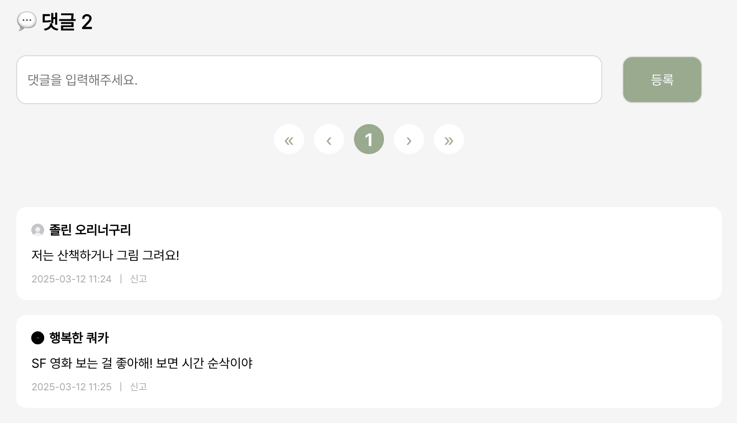 💬 댓글 2
댓글을 입력해주세요.
등록
« ‹ 1 › »
졸린 오리너구리
저는 산책하거나 그림 그려요!
2025-03-12 11:24 | 신고
행복한 쿼카
SF 영화 보는 걸 좋아해! 보면 시간 순삭이야
2025-03-12 11:25 | 신고